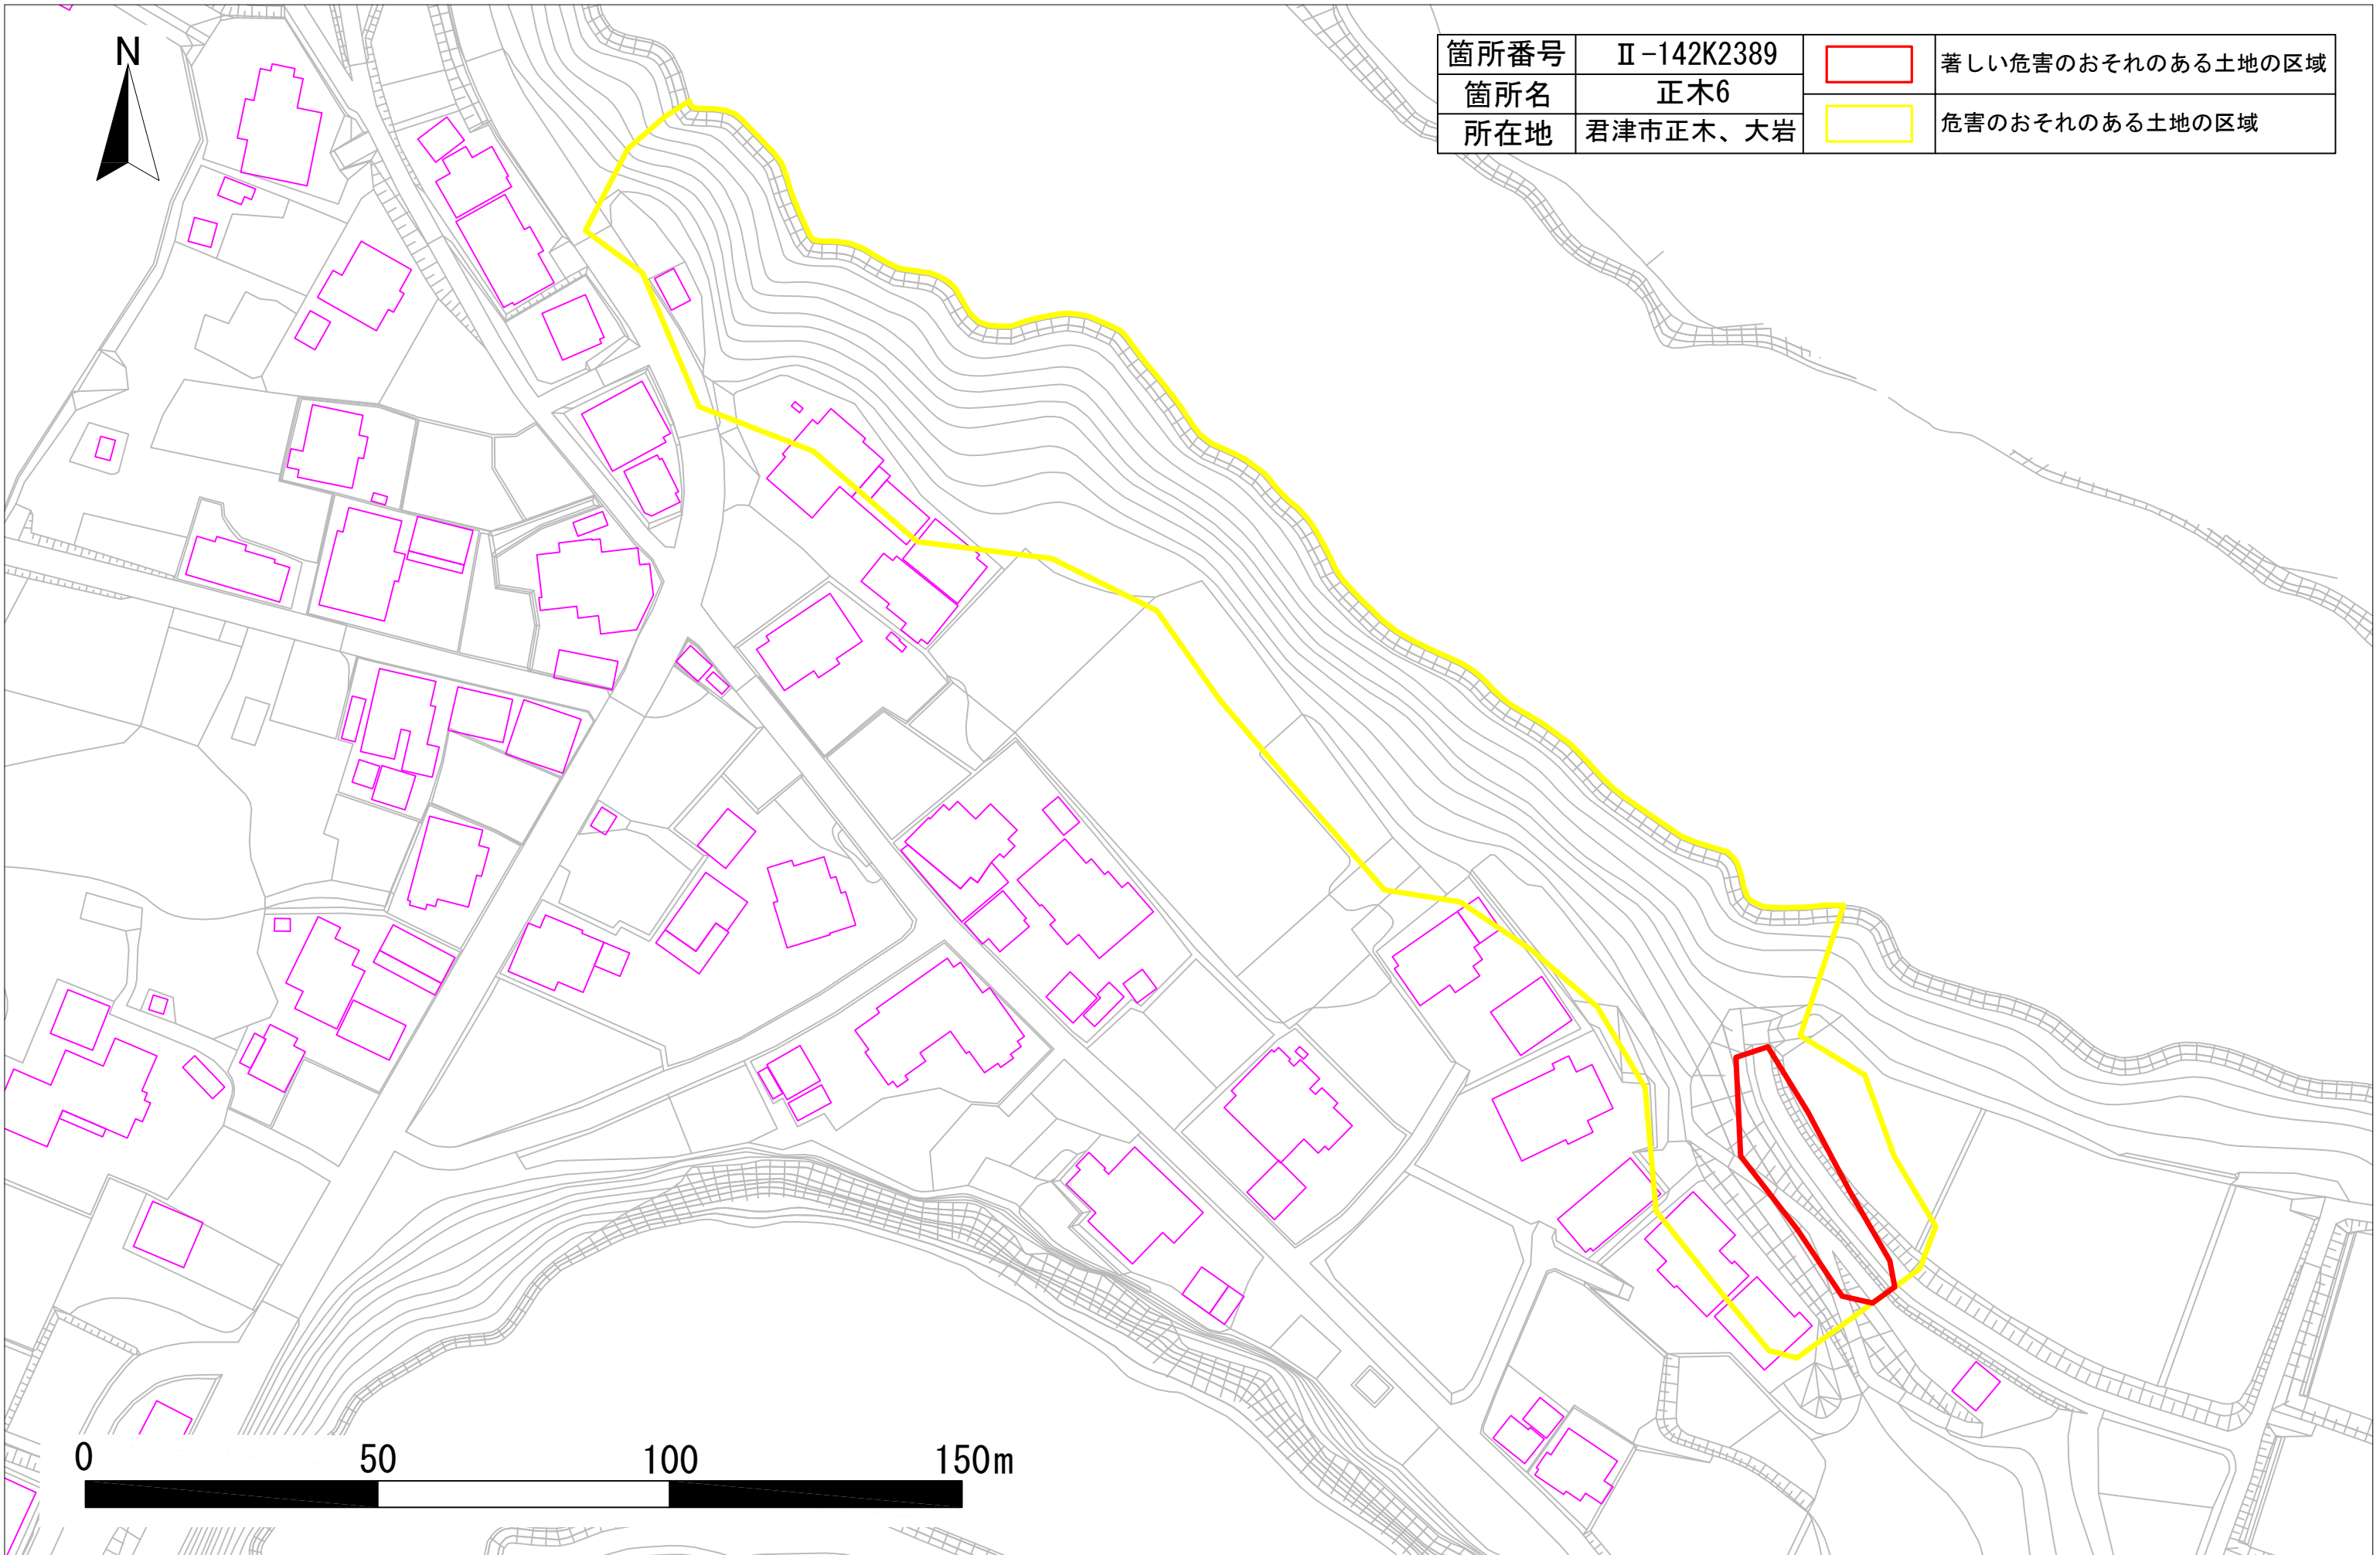 N
箇所番号 Ⅱ-142K2389
箇所名 正木6
所在地 君津市正木、大岩
著しい危害のおそれのある土地の区域
危害のおそれのある土地の区域
0 50 100 150m